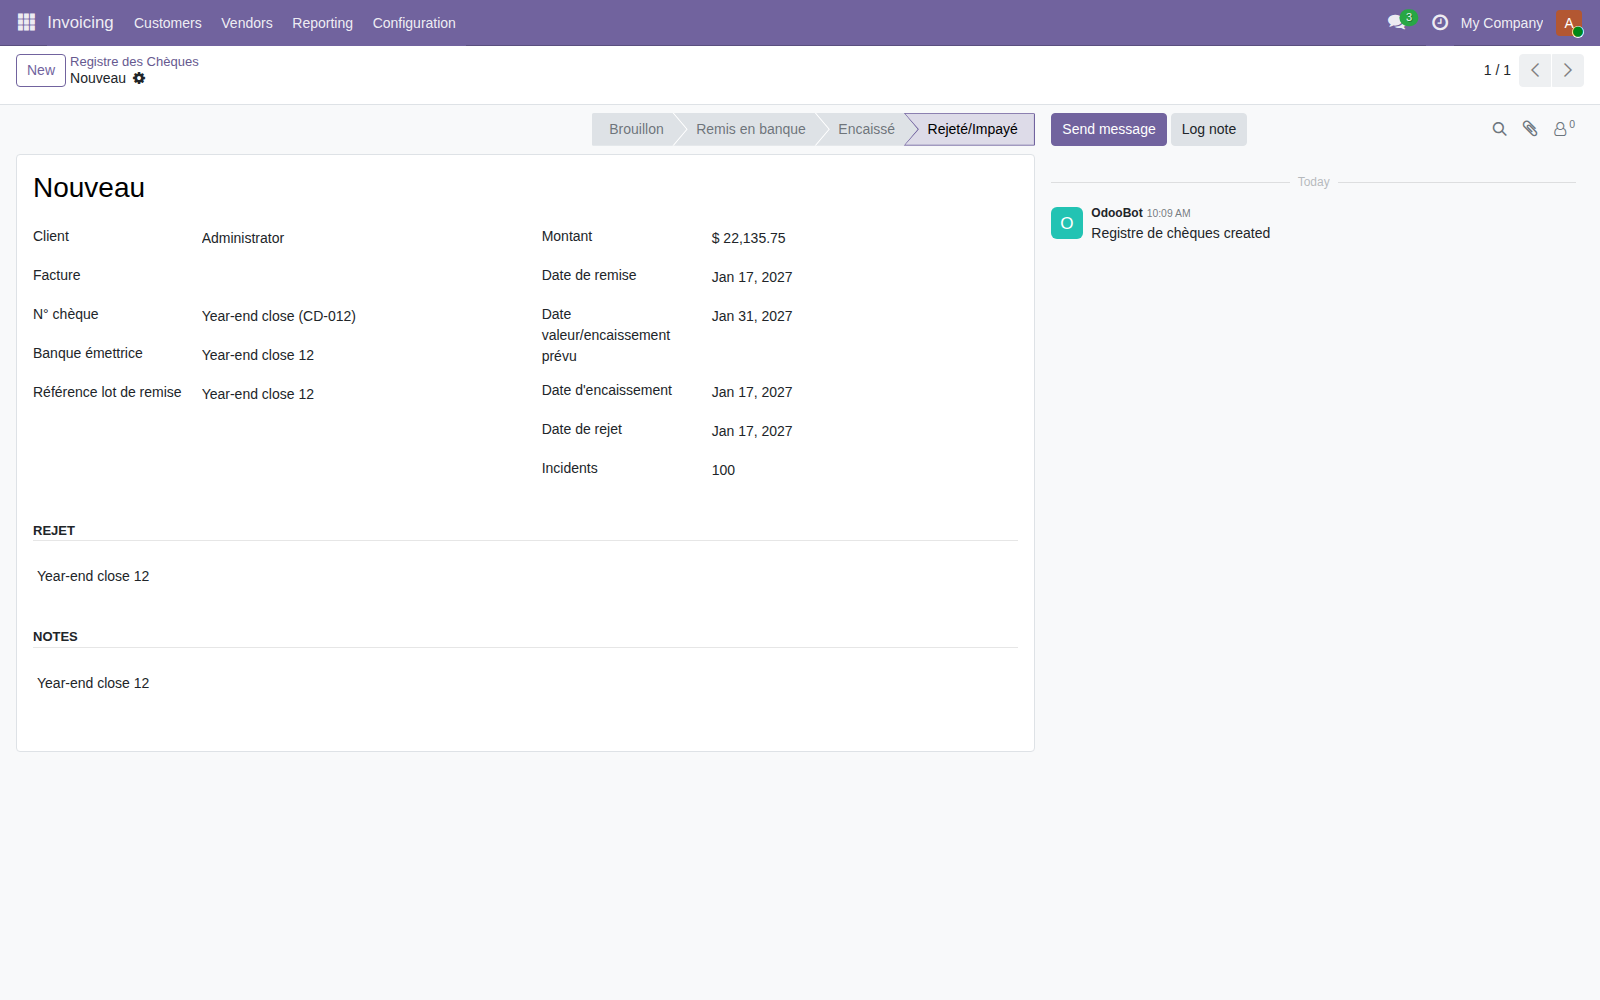 Invoicing Customers Vendors Reporting Configuration 3 My Company A
New Registre des Chèques
Nouveau
1 / 1
Brouillon Remis en banque Encaissé Rejeté/Impayé
Send message Log note 0
Nouveau
Client Administrator
Facture
N° chèque Year-end close (CD-012)
Banque émettrice Year-end close 12
Référence lot de remise Year-end close 12
Montant $ 22,135.75
Date de remise Jan 17, 2027
Date Jan 31, 2027
valeur/encaissement
prévu
Date d'encaissement Jan 17, 2027
Date de rejet Jan 17, 2027
Incidents 100
REJET
Year-end close 12
NOTES
Year-end close 12
Today
O OdooBot 10:09 AM
Registre de chèques created